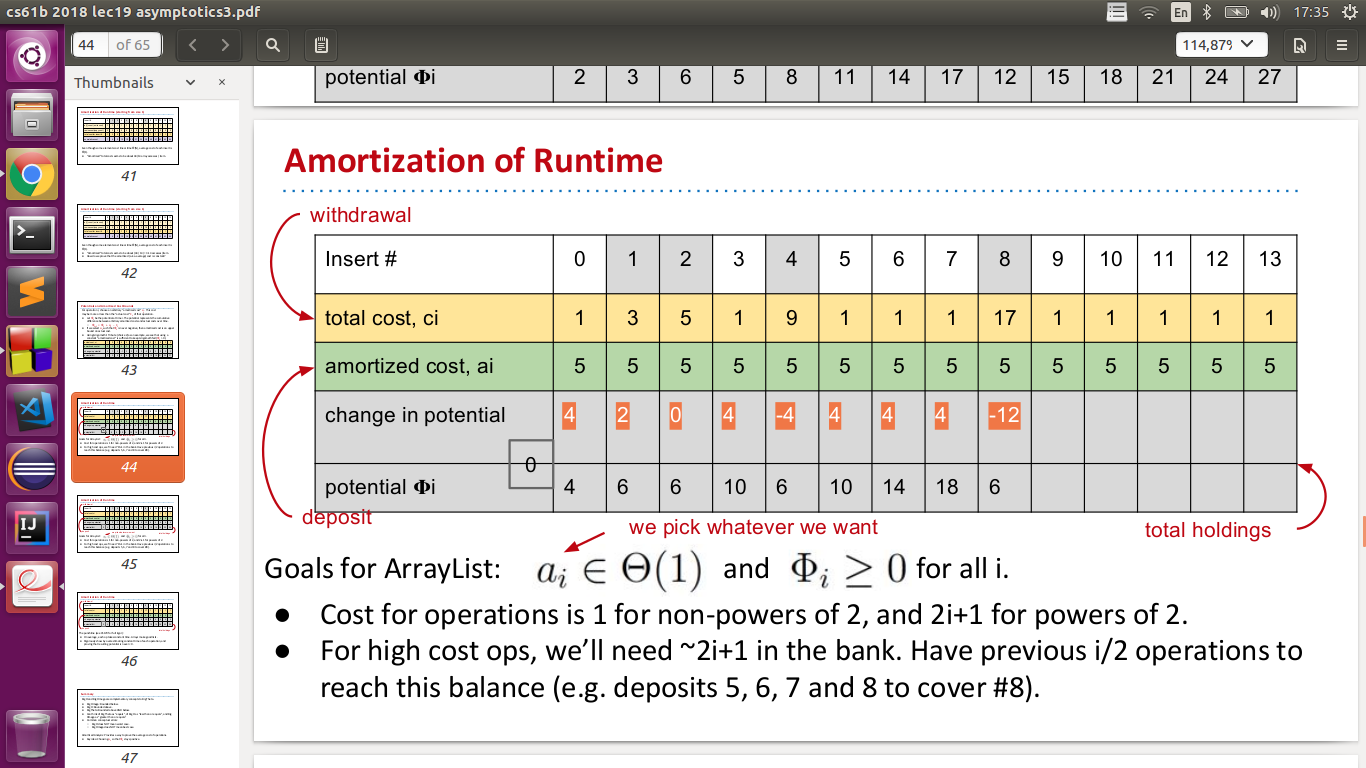 cs61b 2018 lec19 asymptotics3.pdf
En
17:35
44 of 65
114,87%
Thumbnails
41
42
43
44
45
46
47
potential Φi 2 3 6 5 8 11 14 17 12 15 18 21 24 27
Amortization of Runtime
withdrawal
Insert # 0 1 2 3 4 5 6 7 8 9 10 11 12 13
total cost, ci 1 3 5 1 9 1 1 1 17 1 1 1 1 1
amortized cost, ai 5 5 5 5 5 5 5 5 5 5 5 5 5 5
change in potential 4 2 0 4 -4 4 4 4 -12
0
potential Φi 4 6 6 10 6 10 14 18 6
deposit
we pick whatever we want
total holdings
Goals for ArrayList: aᵢ ∈ Θ(1) and Φᵢ ≥ 0 for all i.
● Cost for operations is 1 for non-powers of 2, and 2i+1 for powers of 2.
● For high cost ops, we’ll need ~2i+1 in the bank. Have previous i/2 operations to
reach this balance (e.g. deposits 5, 6, 7 and 8 to cover #8).